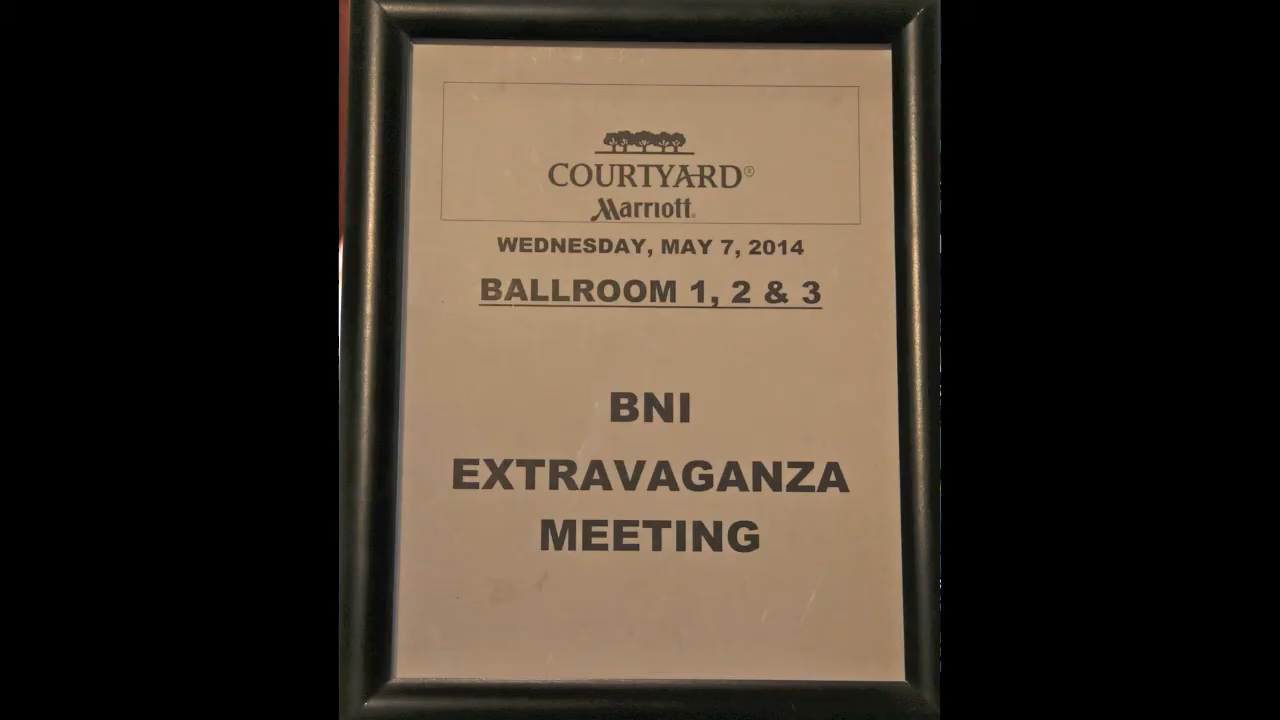 COURTYARD®
Marriott
WEDNESDAY, MAY 7, 2014
BALLROOM 1, 2 & 3
BNI
EXTRAVAGANZA
MEETING